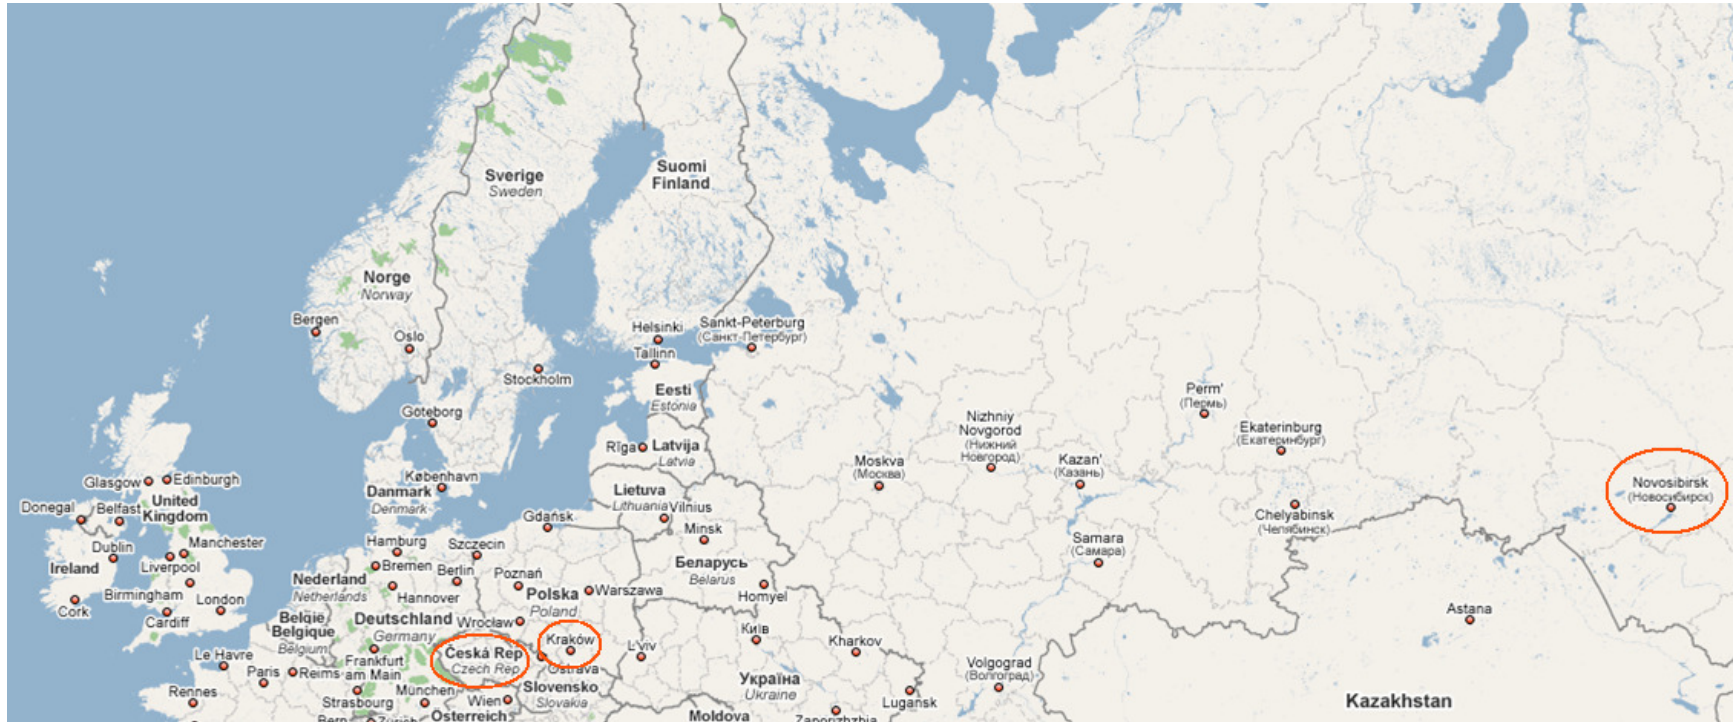 Suomi
Finland
Sverige
Sweden
Norge
Norway
Bergen
Oslo
Helsinki
Sankt-Peterburg
(Санкт-Петербург)
Tallinn
Stockholm
Eesti
Estonia
Göteborg
Rīga
Latvija
Latvia
Perm'
(Пермь)
Nizhniy
Novgorod
(Нижний
Новгород)
Ekaterinburg
(Екатеринбург)
Moskva
(Москва)
Kazan'
(Казань)
Novosibirsk
(Новосибирск)
Chelyabinsk
(Челябинск)
Glasgow
Edinburgh
København
Danmark
Denmark
Lietuva
Lithuania
Vilnius
Donegal
Belfast
United
Kingdom
Gdańsk
Minsk
Samara
(Самара)
Dublin
Manchester
Hamburg
Szczecin
Ireland
Liverpool
Bremen
Berlin
Poznań
Беларусь
Belarus
Nederland
Netherlands
Birmingham
London
Hannover
Polska
Poland
Warszawa
Homyel
Cork
Cardiff
België
Belgique
Belgium
Deutschland
Germany
Wrocław
Kraków
L'viv
Київ
Kharkov
Astana
Le Havre
Paris
Reims
Frankfurt
am Main
Česká Rep
Czech Rep
Ostrava
Volgograd
(Волгоград)
Rennes
Strasbourg
München
Wien
Slovensko
Slovakia
Україна
Ukraine
Lugansk
Kazakhstan
Bern
Zürich
Österreich
Moldova
Zaporizhzhia